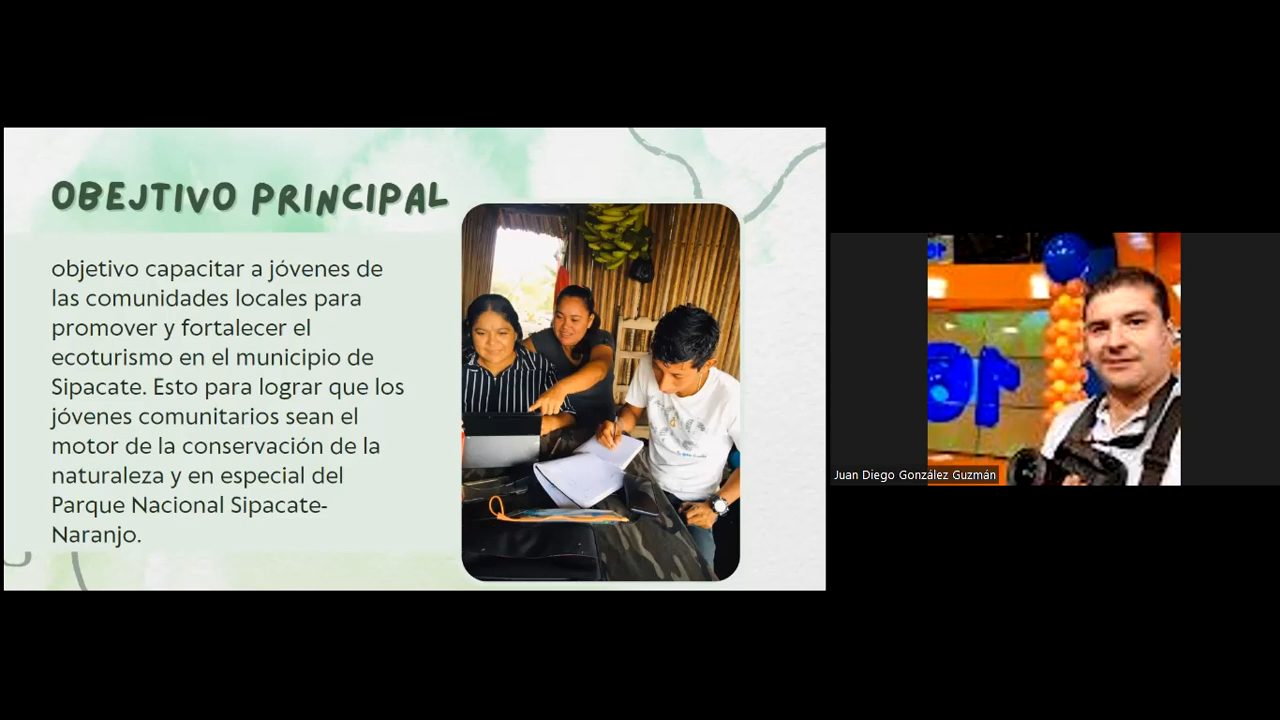 OBEJTIVO PRINCIPAL
objetivo capacitar a jóvenes de
las comunidades locales para
promover y fortalecer el
ecoturismo en el municipio de
Sipacate. Esto para lograr que los
jóvenes comunitarios sean el
motor de la conservación de la
naturaleza y en especial del
Parque Nacional Sipacate-
Naranjo.
Juan Diego González Guzmán